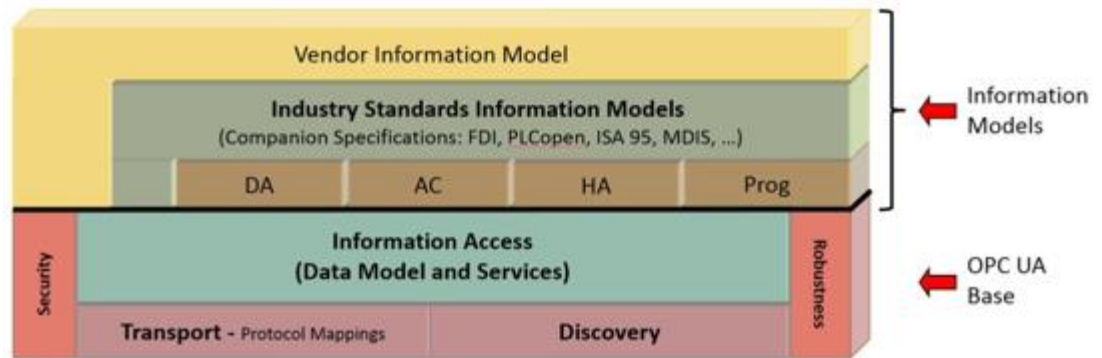 Vendor Information Model
Industry Standards Information Models
(Companion Specifications: FDI, PLCopen, ISA 95, MDIS, ...)
DA AC HA Prog
Information
Models
Information Access
(Data Model and Services)
Security
Robustness
OPC UA
Base
Transport - Protocol Mappings
Discovery